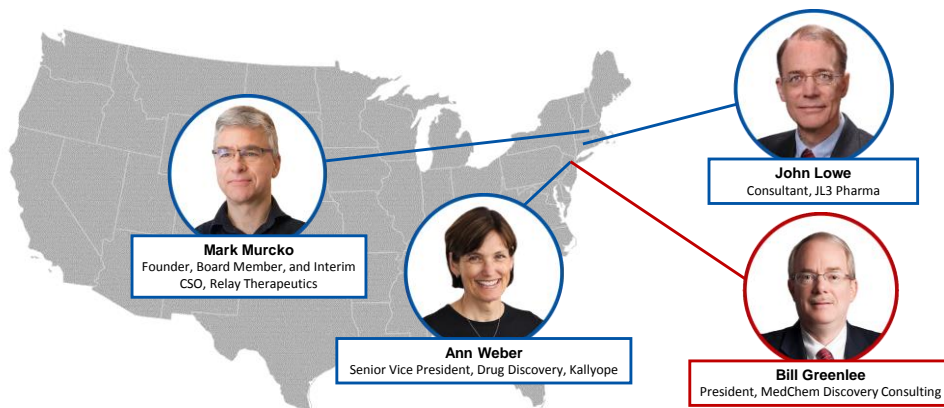 John Lowe
Consultant, JL3 Pharma
Mark Murcko
Founder, Board Member, and Interim
CSO, Relay Therapeutics
Ann Weber
Senior Vice President, Drug Discovery, Kallyope
Bill Greenlee
President, MedChem Discovery Consulting